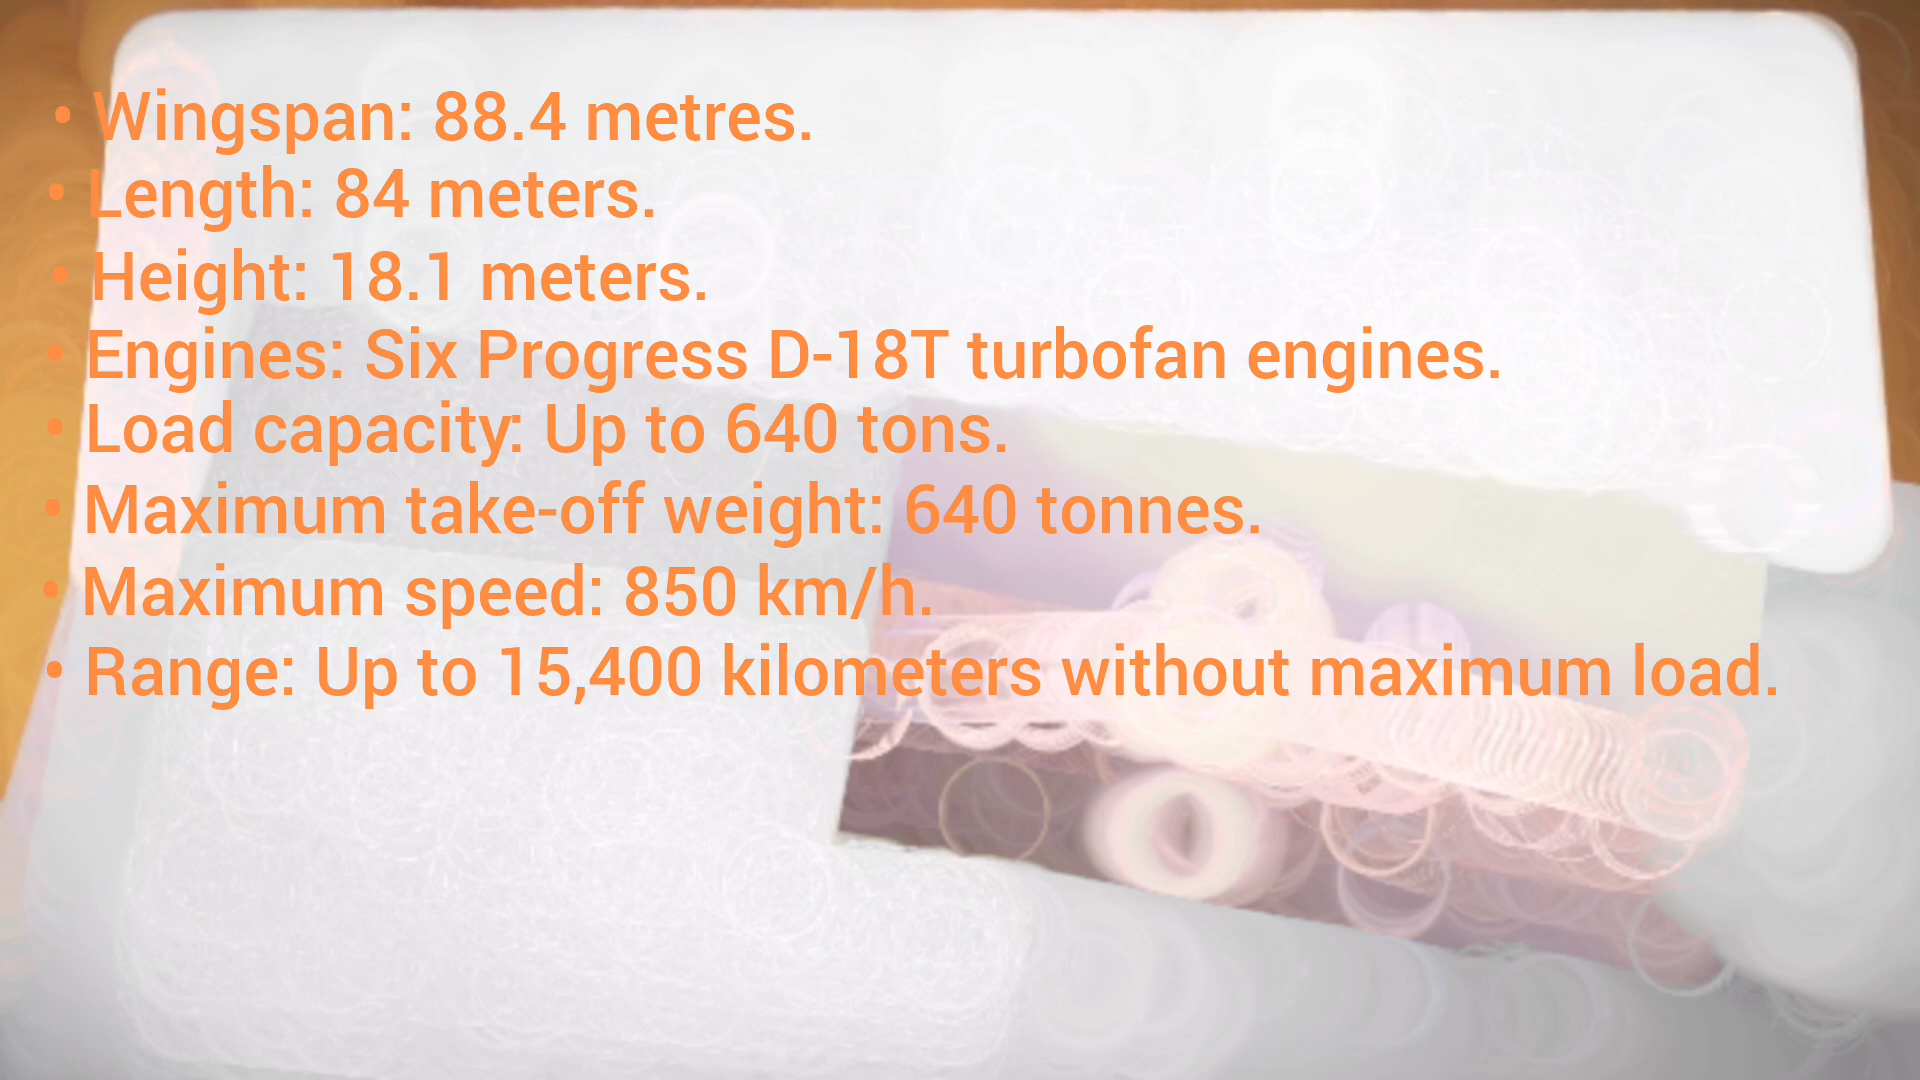 • Wingspan: 88.4 metres.
• Length: 84 meters.
• Height: 18.1 meters.
• Engines: Six Progress D-18T turbofan engines.
• Load capacity: Up to 640 tons.
• Maximum take-off weight: 640 tonnes.
• Maximum speed: 850 km/h.
• Range: Up to 15,400 kilometers without maximum load.